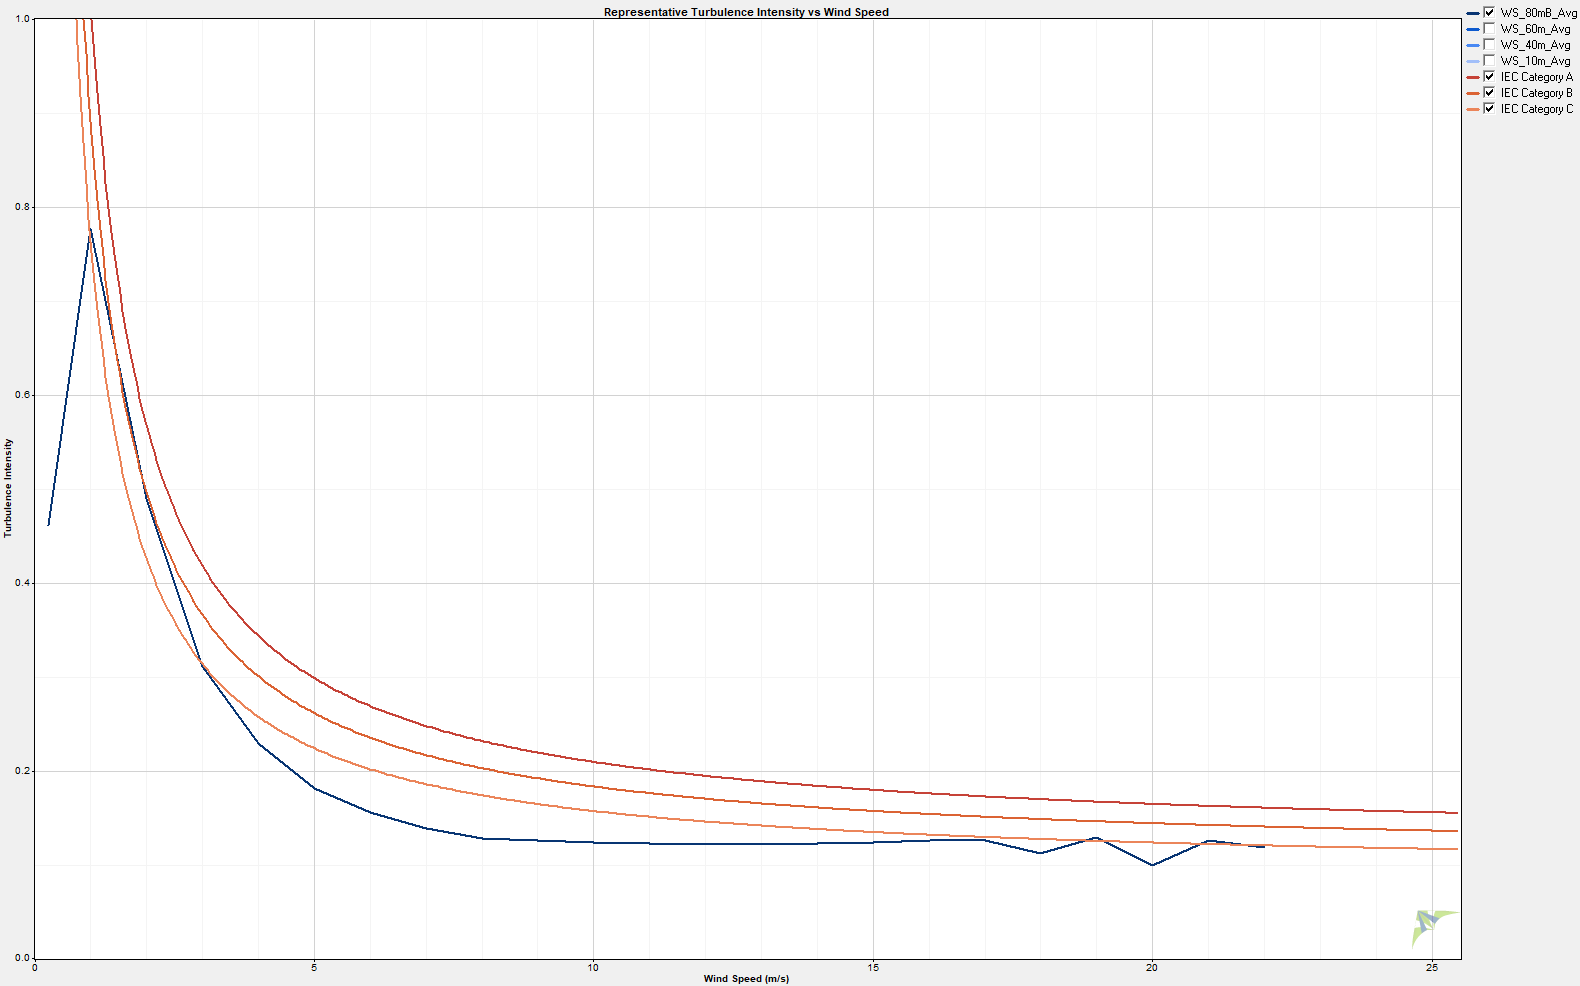 Representative Turbulence Intensity vs Wind Speed
WS_80mB_Avg
WS_60m_Avg
WS_40m_Avg
WS_10m_Avg
IEC Category A
IEC Category B
IEC Category C
1.0
0.8
0.6
0.4
0.2
0.0
Turbulence Intensity
0 5 10 15 20 25
Wind Speed (m/s)